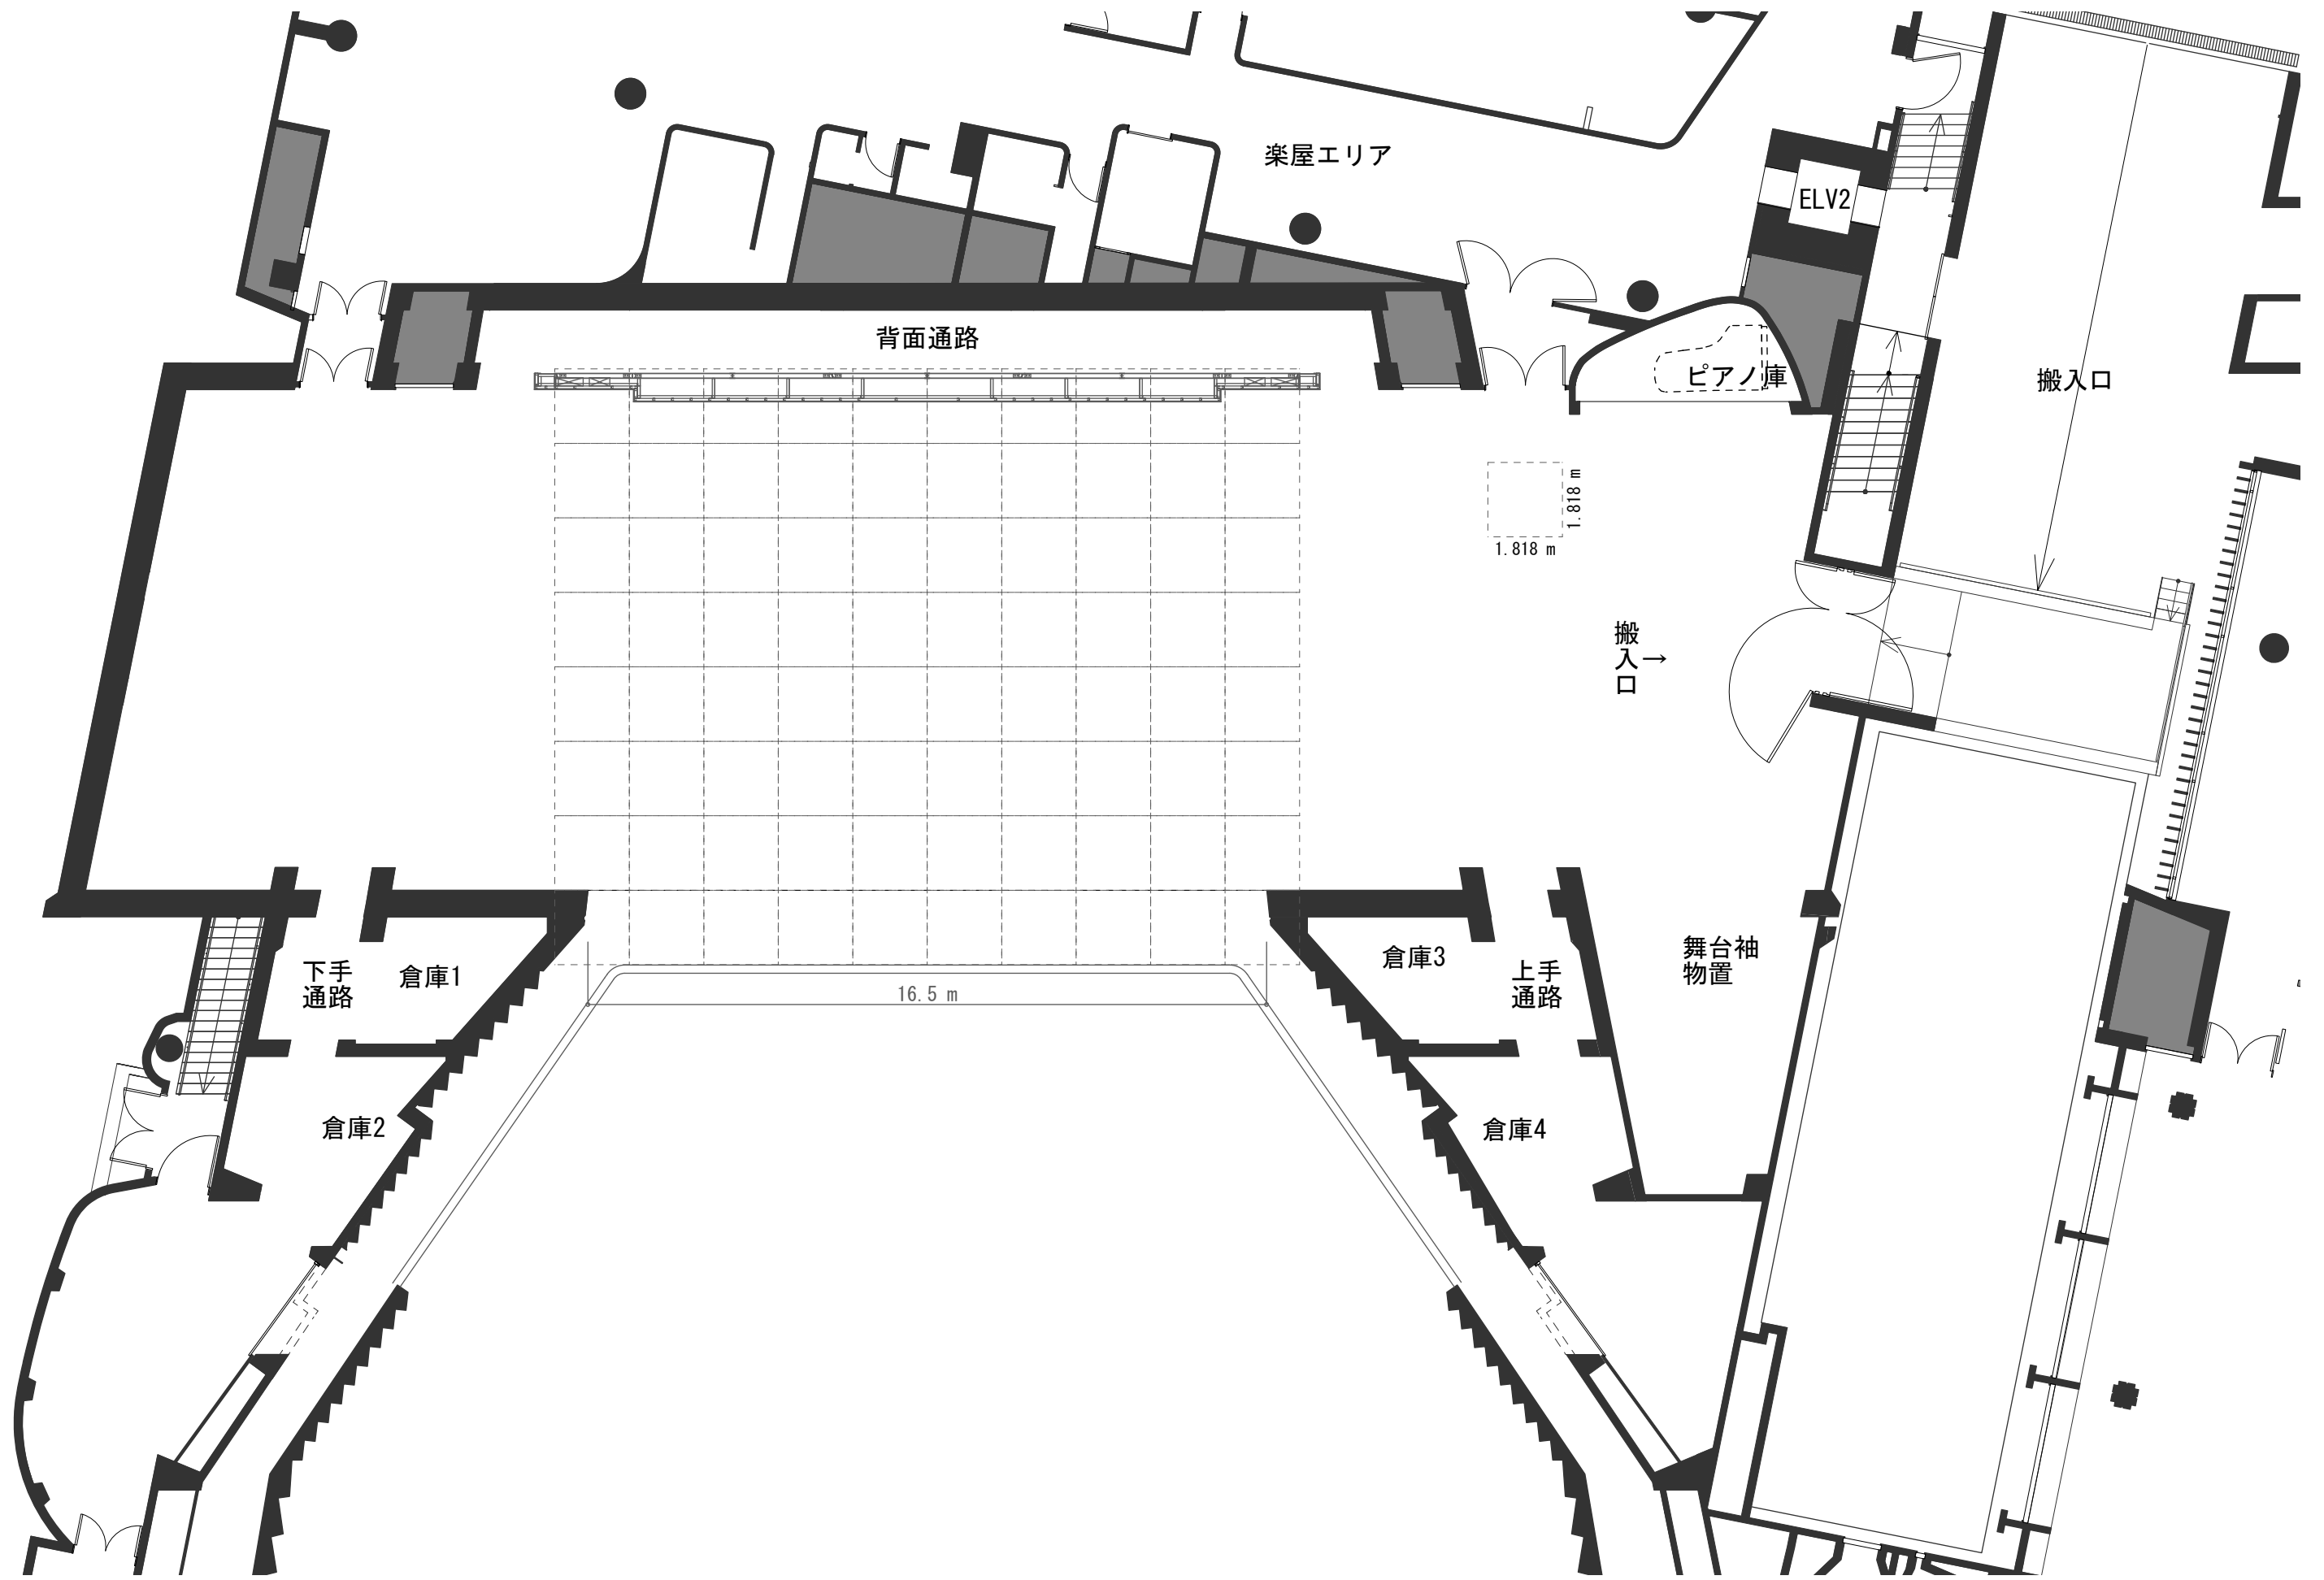 楽屋エリア
ELV2
背面通路
ピアノ庫
搬入口
1.818 m
1.818 m
搬
入→
口
下手
通路
倉庫1
倉庫3
上手
通路
舞台袖
物置
16.5 m
倉庫2
倉庫4